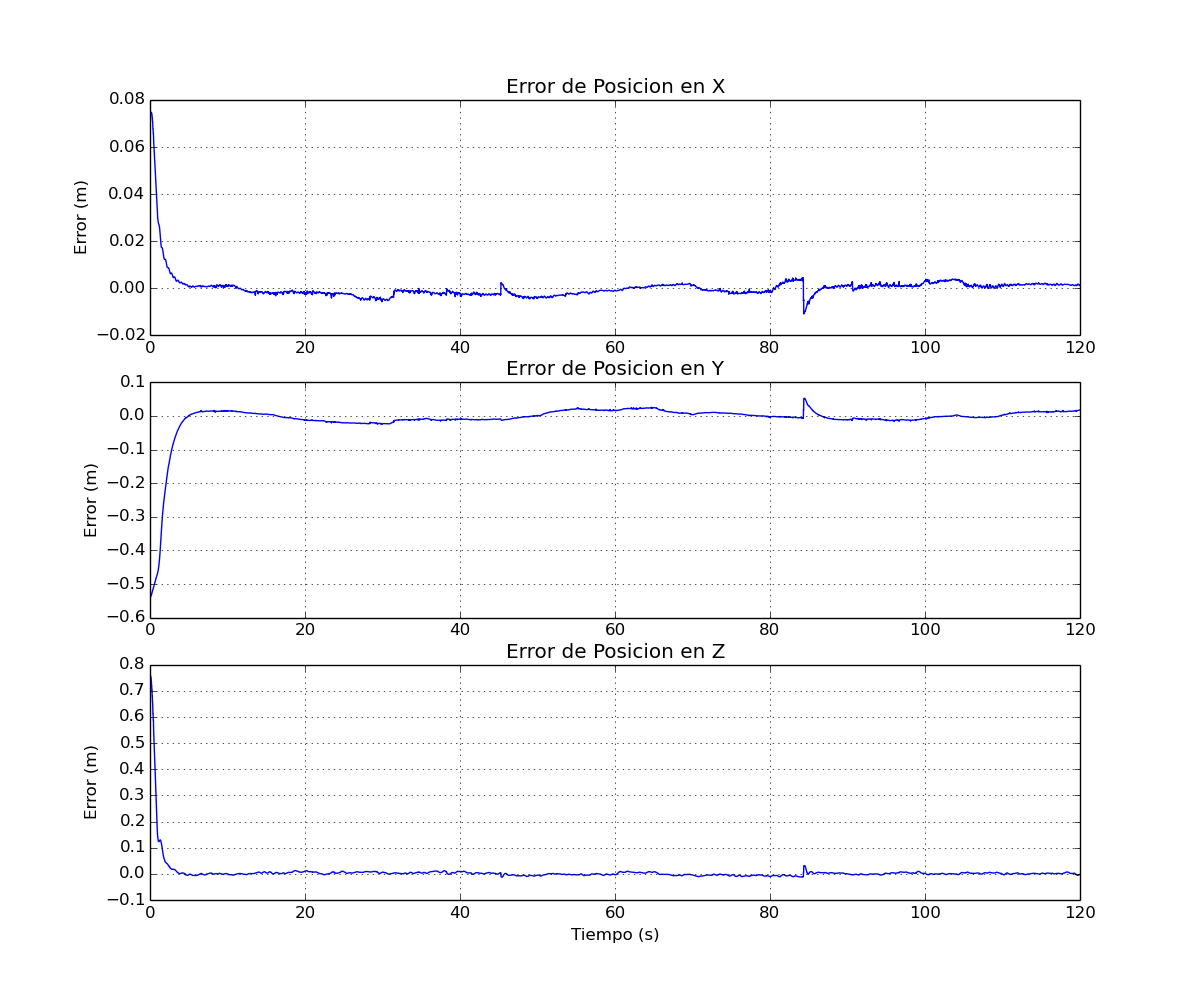 Error de Posicion en X
Error (m)
0.08
0.06
0.04
0.02
0.00
−0.02
0 20 40 60 80 100 120
Error de Posicion en Y
Error (m)
0.1
0.0
−0.1
−0.2
−0.3
−0.4
−0.5
−0.6
0 20 40 60 80 100 120
Error de Posicion en Z
Error (m)
0.8
0.7
0.6
0.5
0.4
0.3
0.2
0.1
0.0
−0.1
0 20 40 60 80 100 120
Tiempo (s)